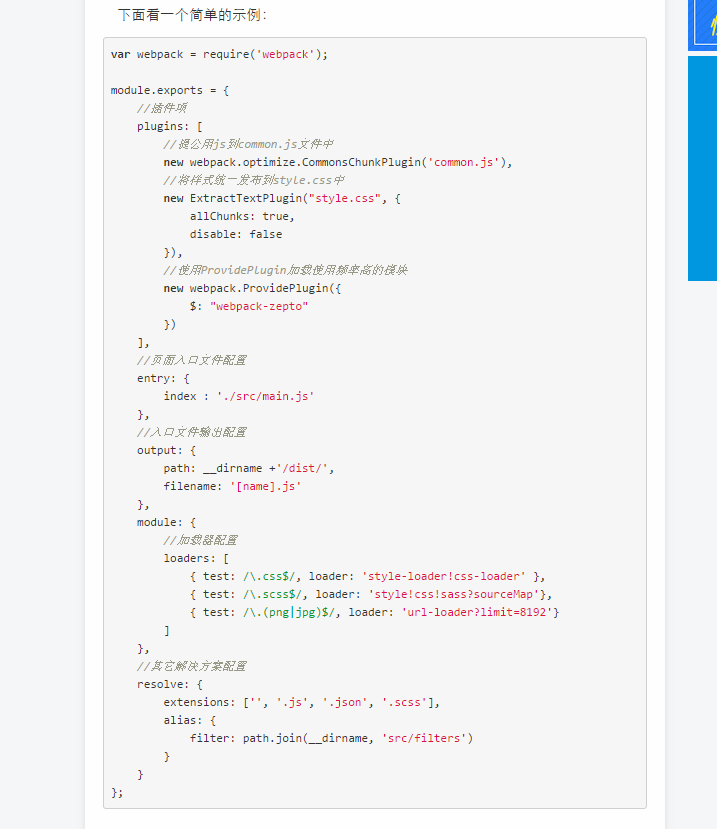 下面看一个简单的示例：
var webpack = require('webpack');
module.exports = {
    //插件项
    plugins: [
        //提公用js到common.js文件中
        new webpack.optimize.CommonsChunkPlugin('common.js'),
        //将样式统一发布到style.css中
        new ExtractTextPlugin("style.css", {
            allChunks: true,
            disable: false
        }),
        //使用ProvidePlugin加载使用频率高的模块
        new webpack.ProvidePlugin({
            $: "webpack-zepto"
        })
    ],
    //页面入口文件配置
    entry: {
        index : './src/main.js'
    },
    //入口文件输出配置
    output: {
        path: __dirname +'/dist/',
        filename: '[name].js'
    },
    module: {
        //加载器配置
        loaders: [
            { test: /\.css$/, loader: 'style-loader!css-loader' },
            { test: /\.scss$/, loader: 'style!css!sass?sourceMap'},
            { test: /\.(png|jpg)$/, loader: 'url-loader?limit=8192'}
        ]
    },
    //其它解决方案配置
    resolve: {
        extensions: ['', '.js', '.json', '.scss'],
        alias: {
            filter: path.join(__dirname, 'src/filters')
        }
    }
};